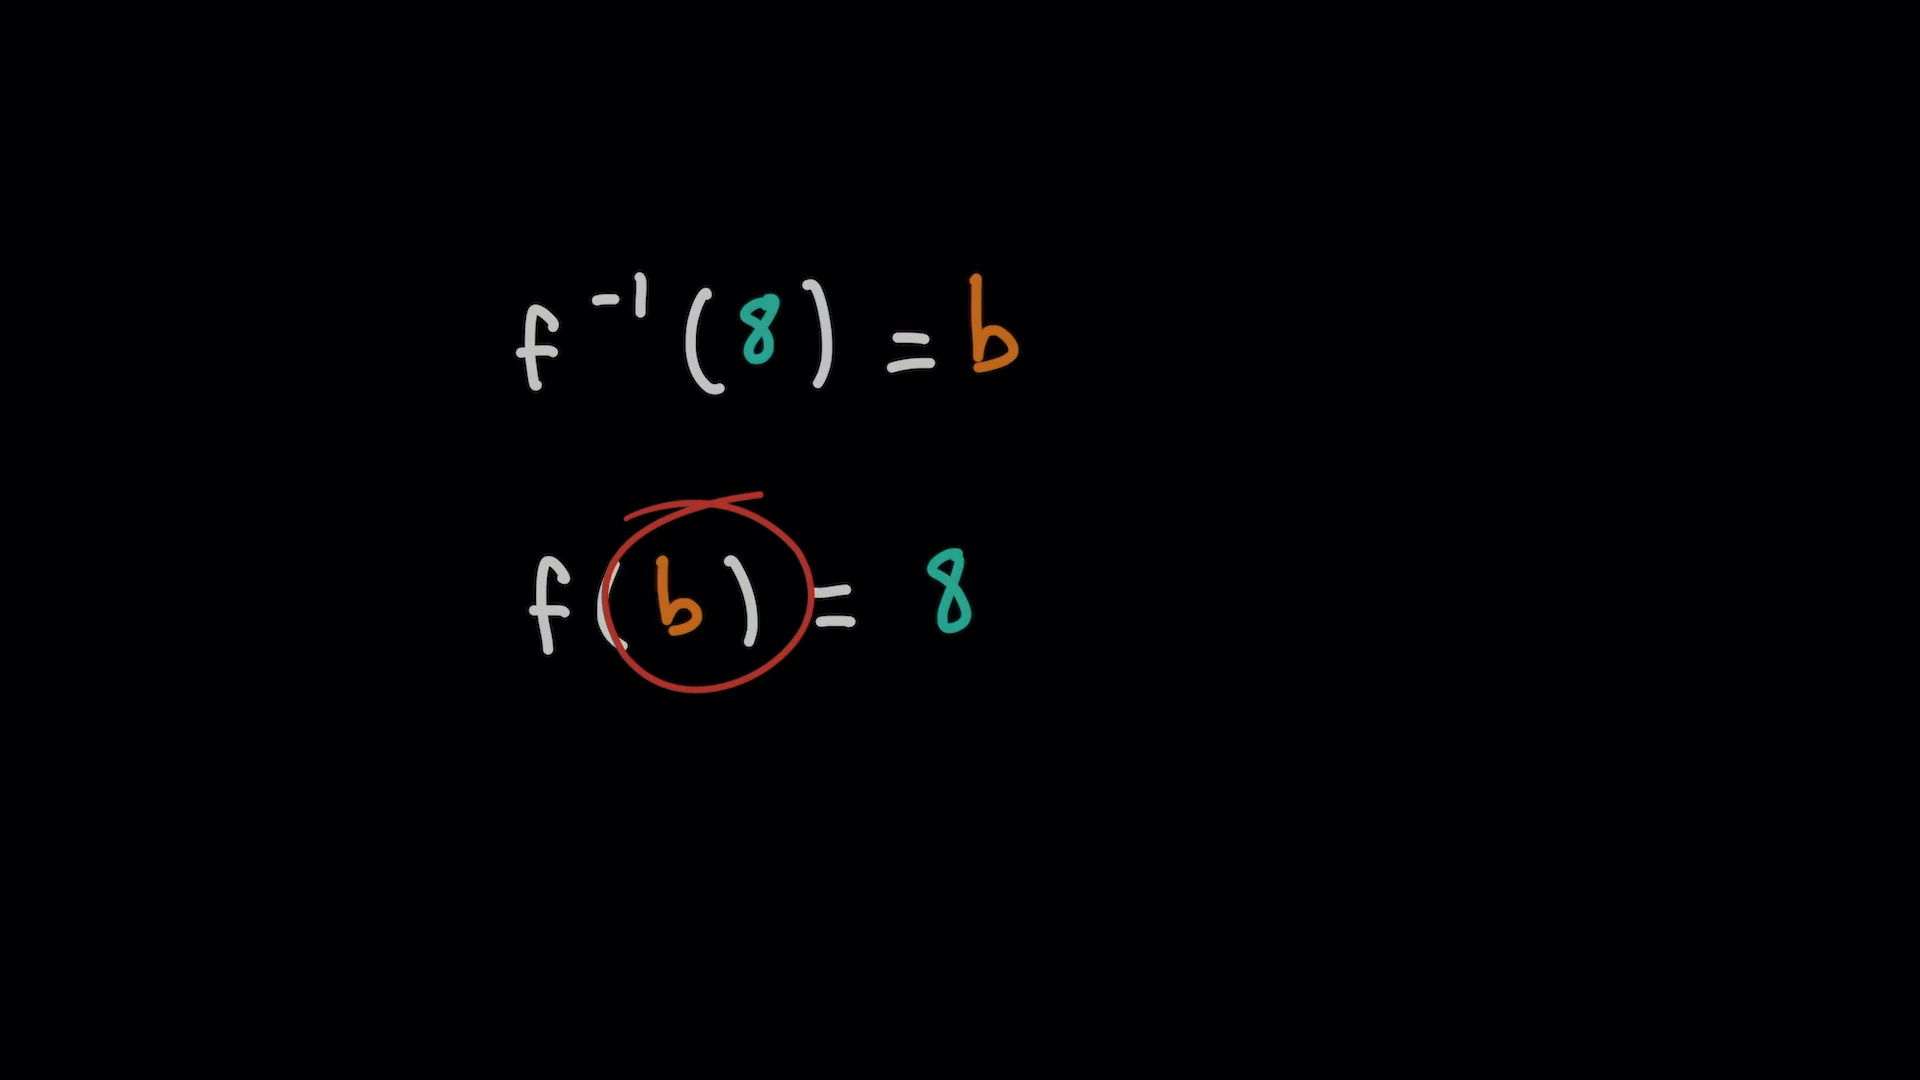 f⁻¹(8) = b
f(b) = 8